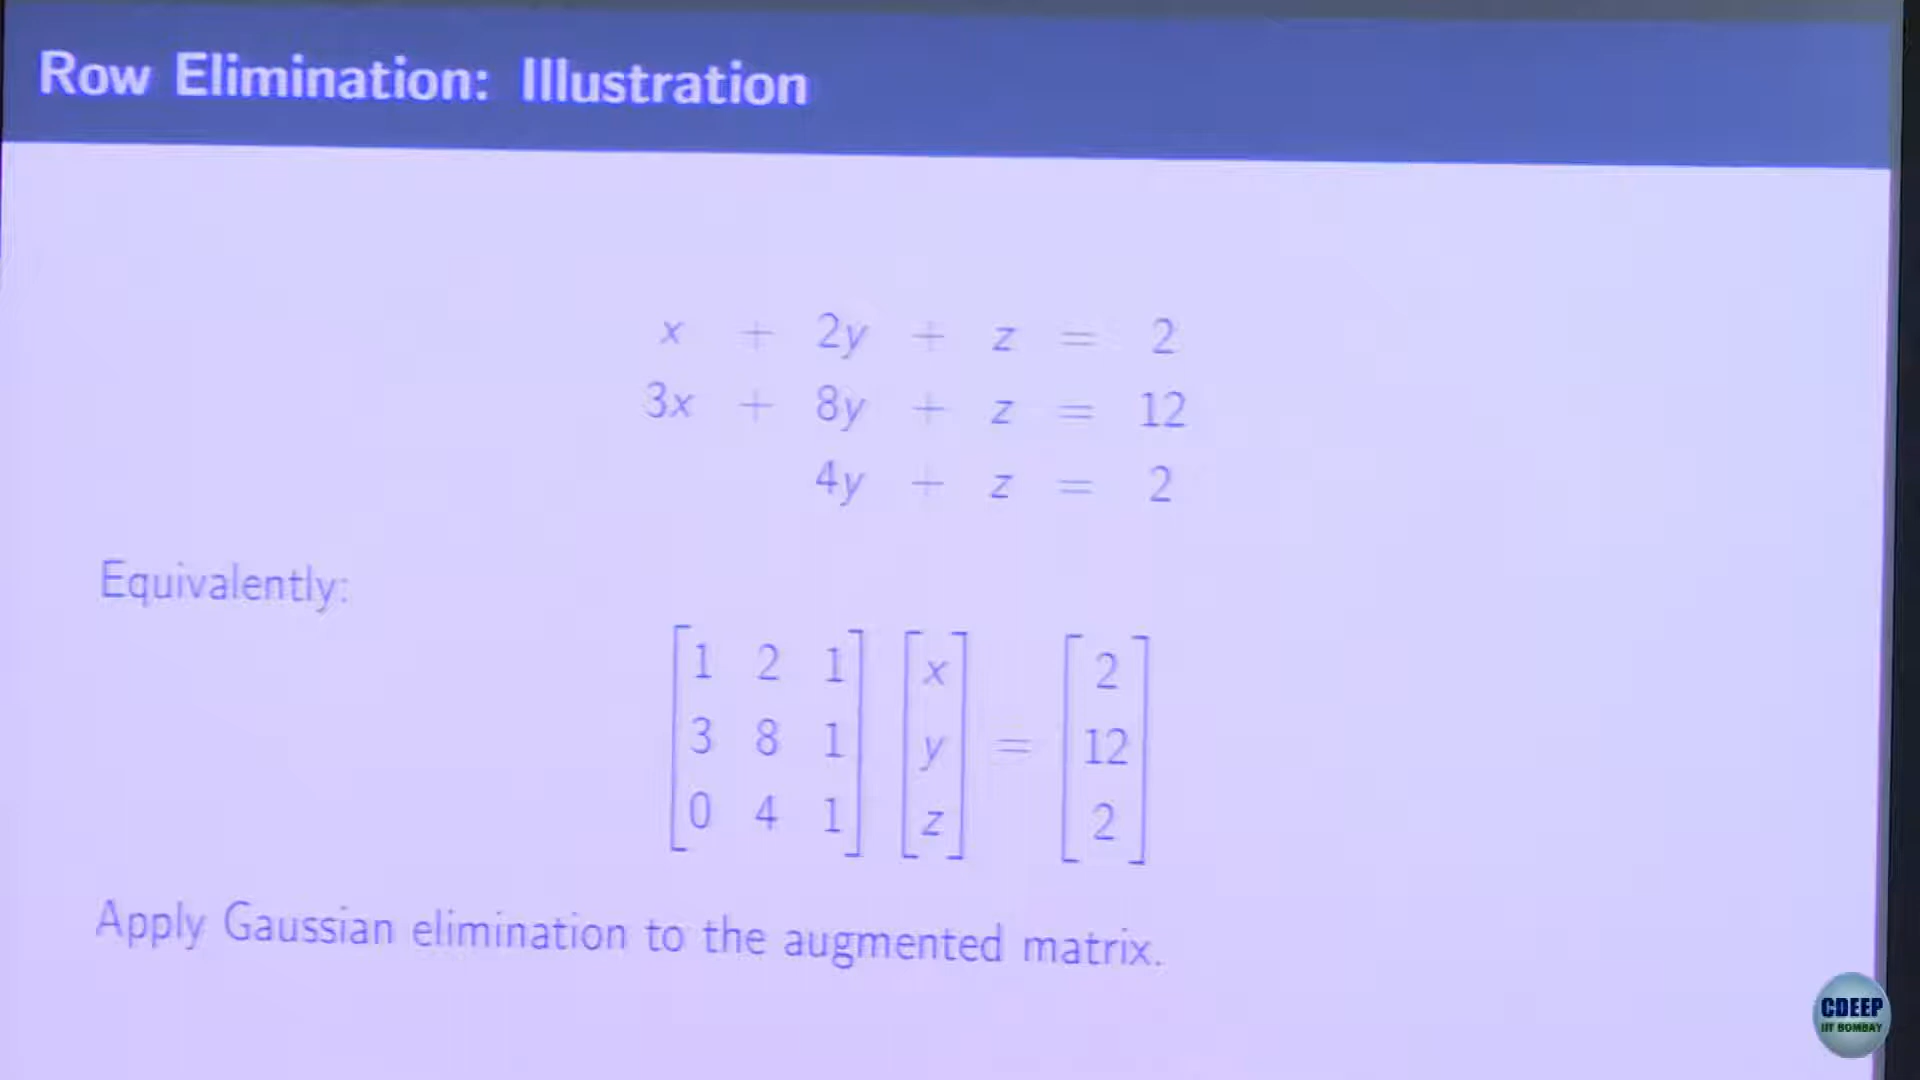 Row Elimination: Illustration
x + 2y + z = 2
3x + 8y + z = 12
4y + z = 2
Equivalently:
[1 2 1] [x] [2]
[3 8 1] [y] = [12]
[0 4 1] [z] [2]
Apply Gaussian elimination to the augmented matrix.
CDEEP
IIT BOMBAY